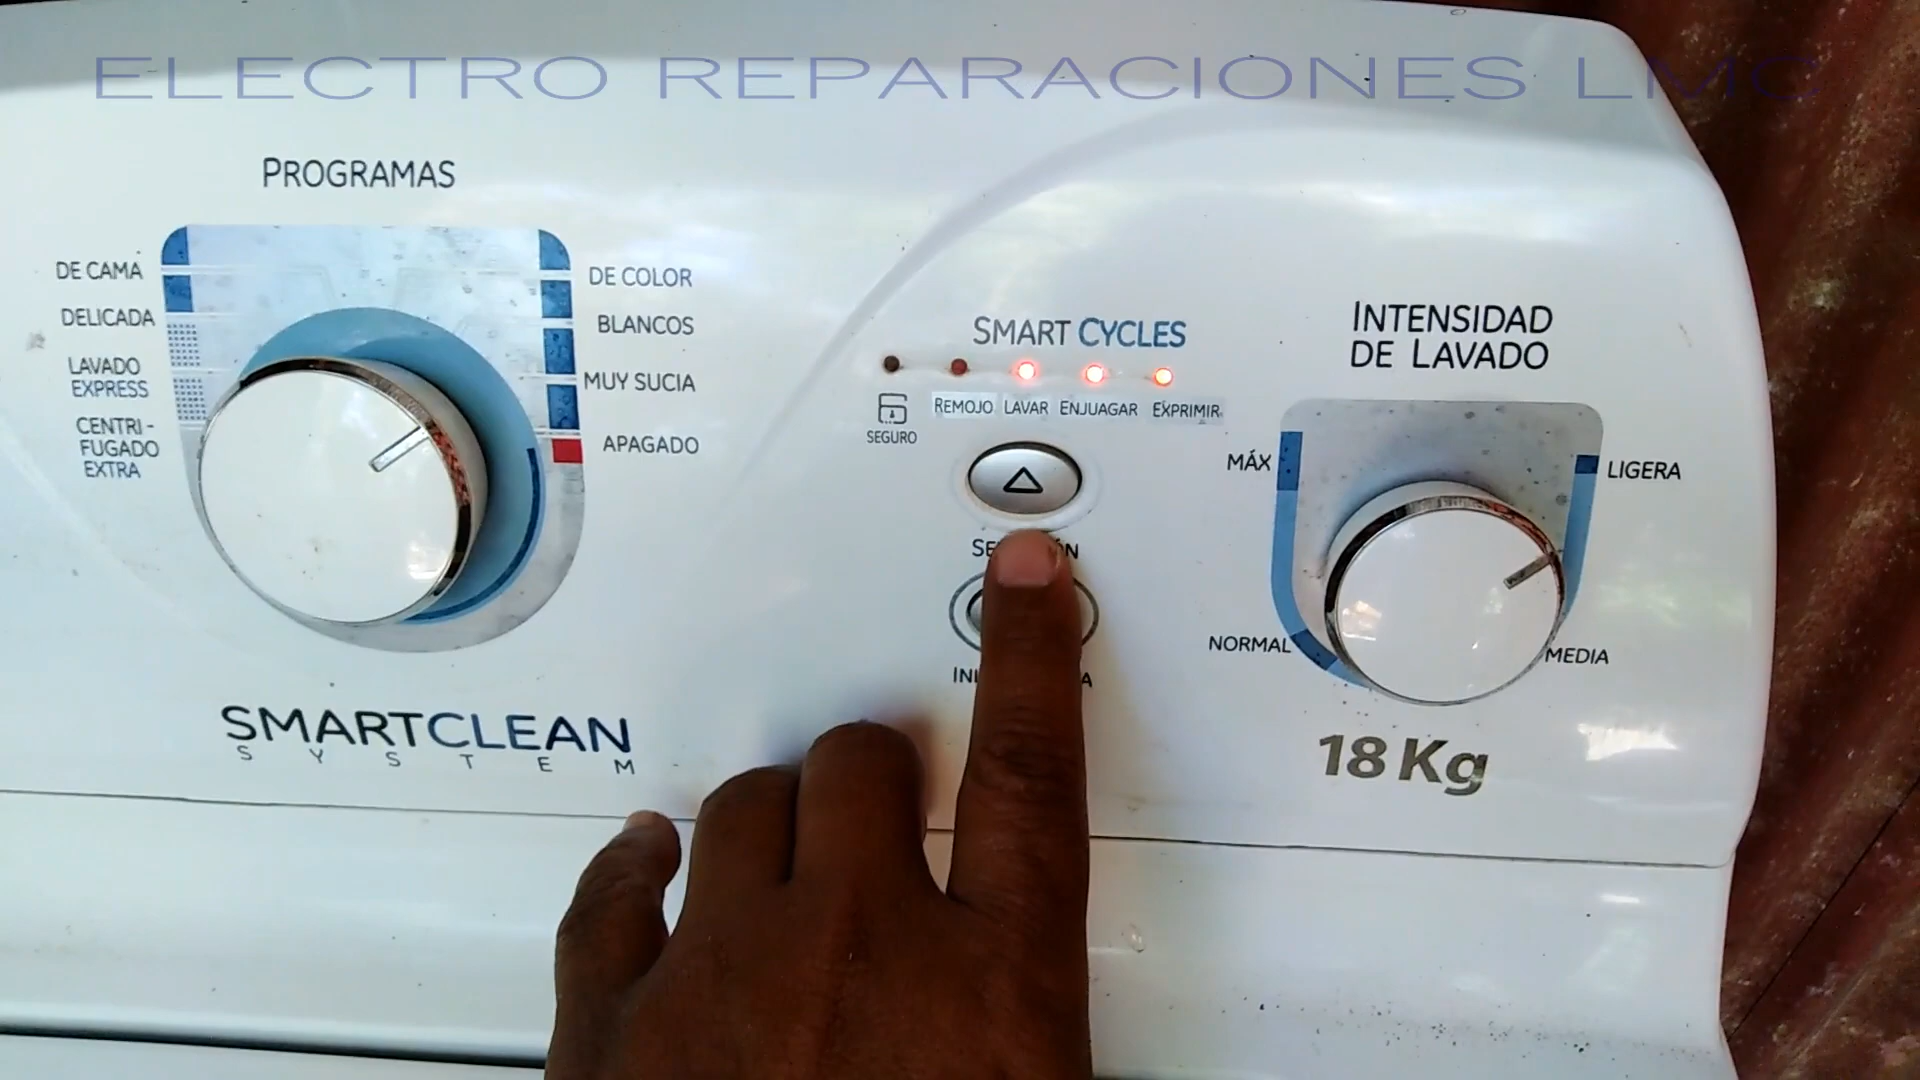 ELECTRO REPARACIONES LMC
PROGRAMAS
DE CAMA
DELICADA
LAVADO
EXPRESS
CENTRI-
FUGADO
EXTRA
DE COLOR
BLANCOS
MUY SUCIA
APAGADO
SMARTCLEAN
SYSTEM
SMART CYCLES
SEGURO
REMOJO LAVAR ENJUAGAR EXPRIMIR
INTENSIDAD
DE LAVADO
MÁX
LIGERA
NORMAL
MEDIA
18 Kg